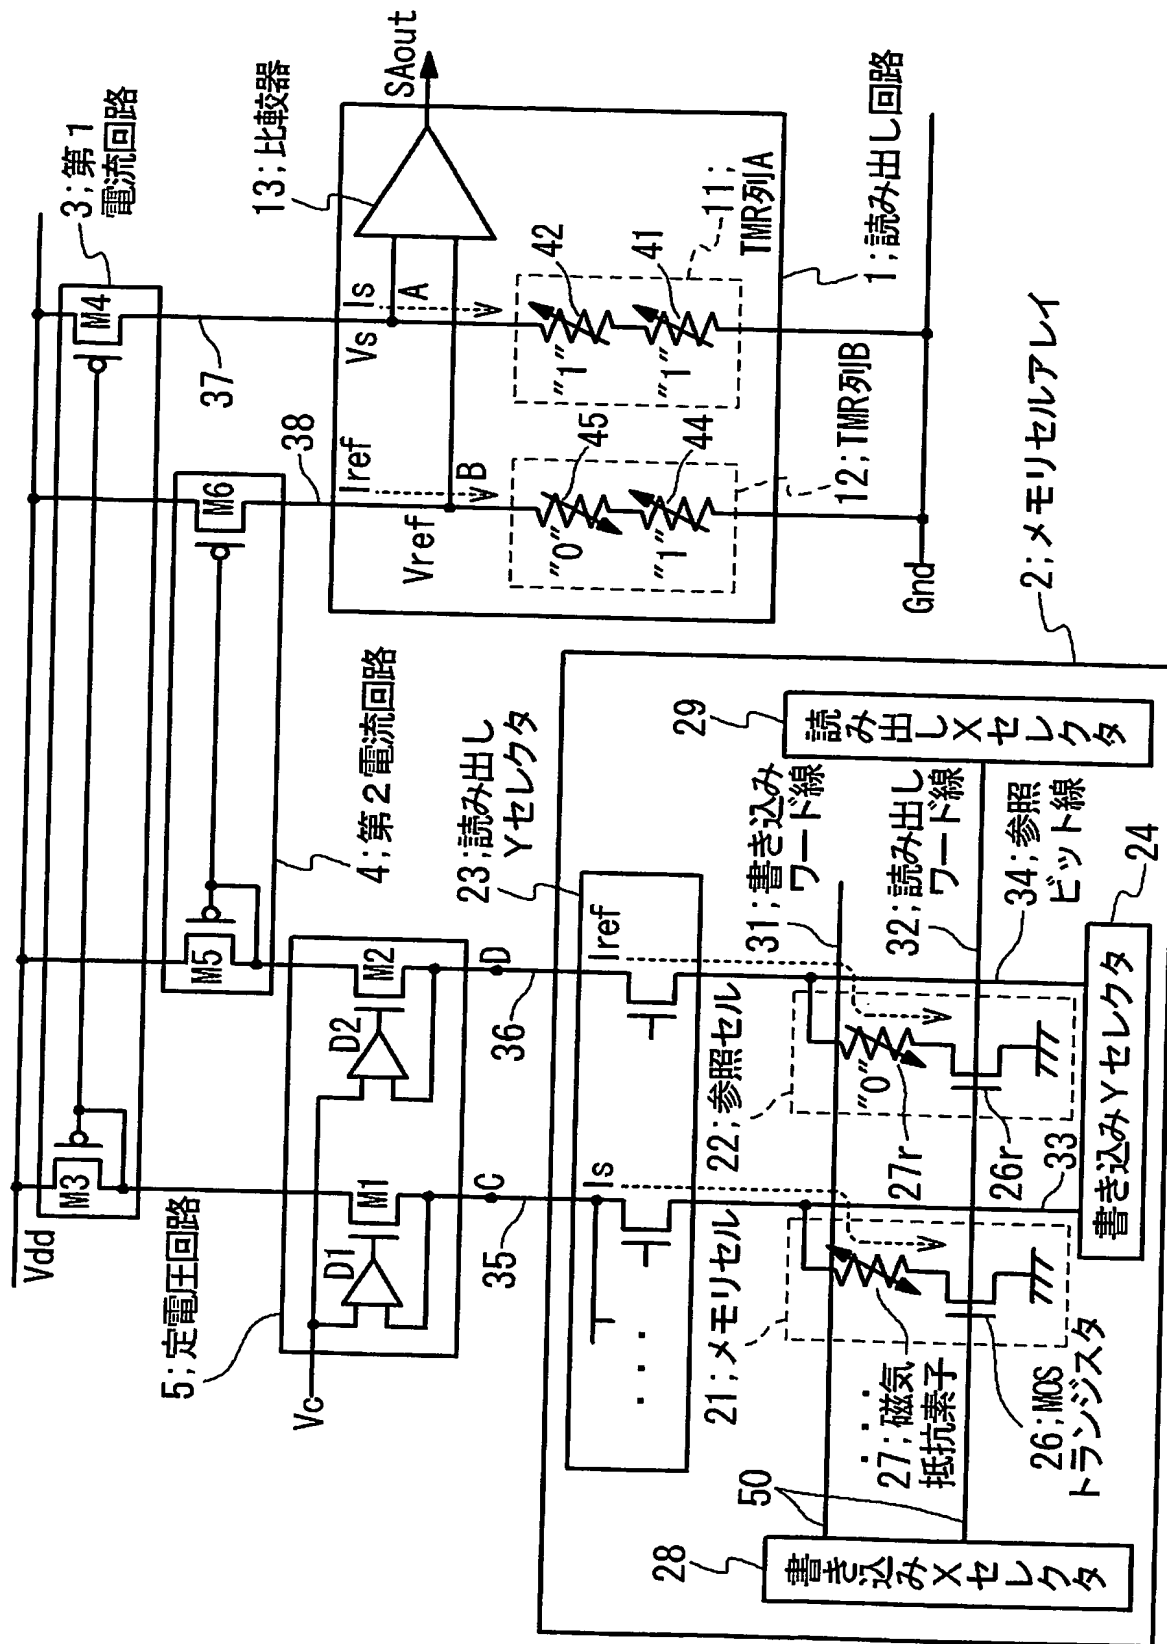 Vdd
3;第1
電流回路
M3
M4
37
5;定電圧回路
Vc
D1
M1
D2
M2
C
D
35
36
4;第2電流回路
M5
M6
38
13;比較器
SAout
Iref
Is
Vref
Vs
B
A
"0"
45
"1"
44
"1"
42
"1"
41
12;TMR列B
11;
TMR列A
1;読み出し回路
Gnd
2;メモリセルアレイ
23;読み出し
Yセレクタ
Is
Iref
・・・
21;メモリセル
22;参照セル
31;書き込み
ワード線
29
読み出しXセレクタ
32;読み出し
ワード線
34;参照
ビット線
"0"
27r
26r
33
・・・
27;磁気
抵抗素子
26;MOS
トランジスタ
50
28
書き込みXセレクタ
書き込みYセレクタ
24